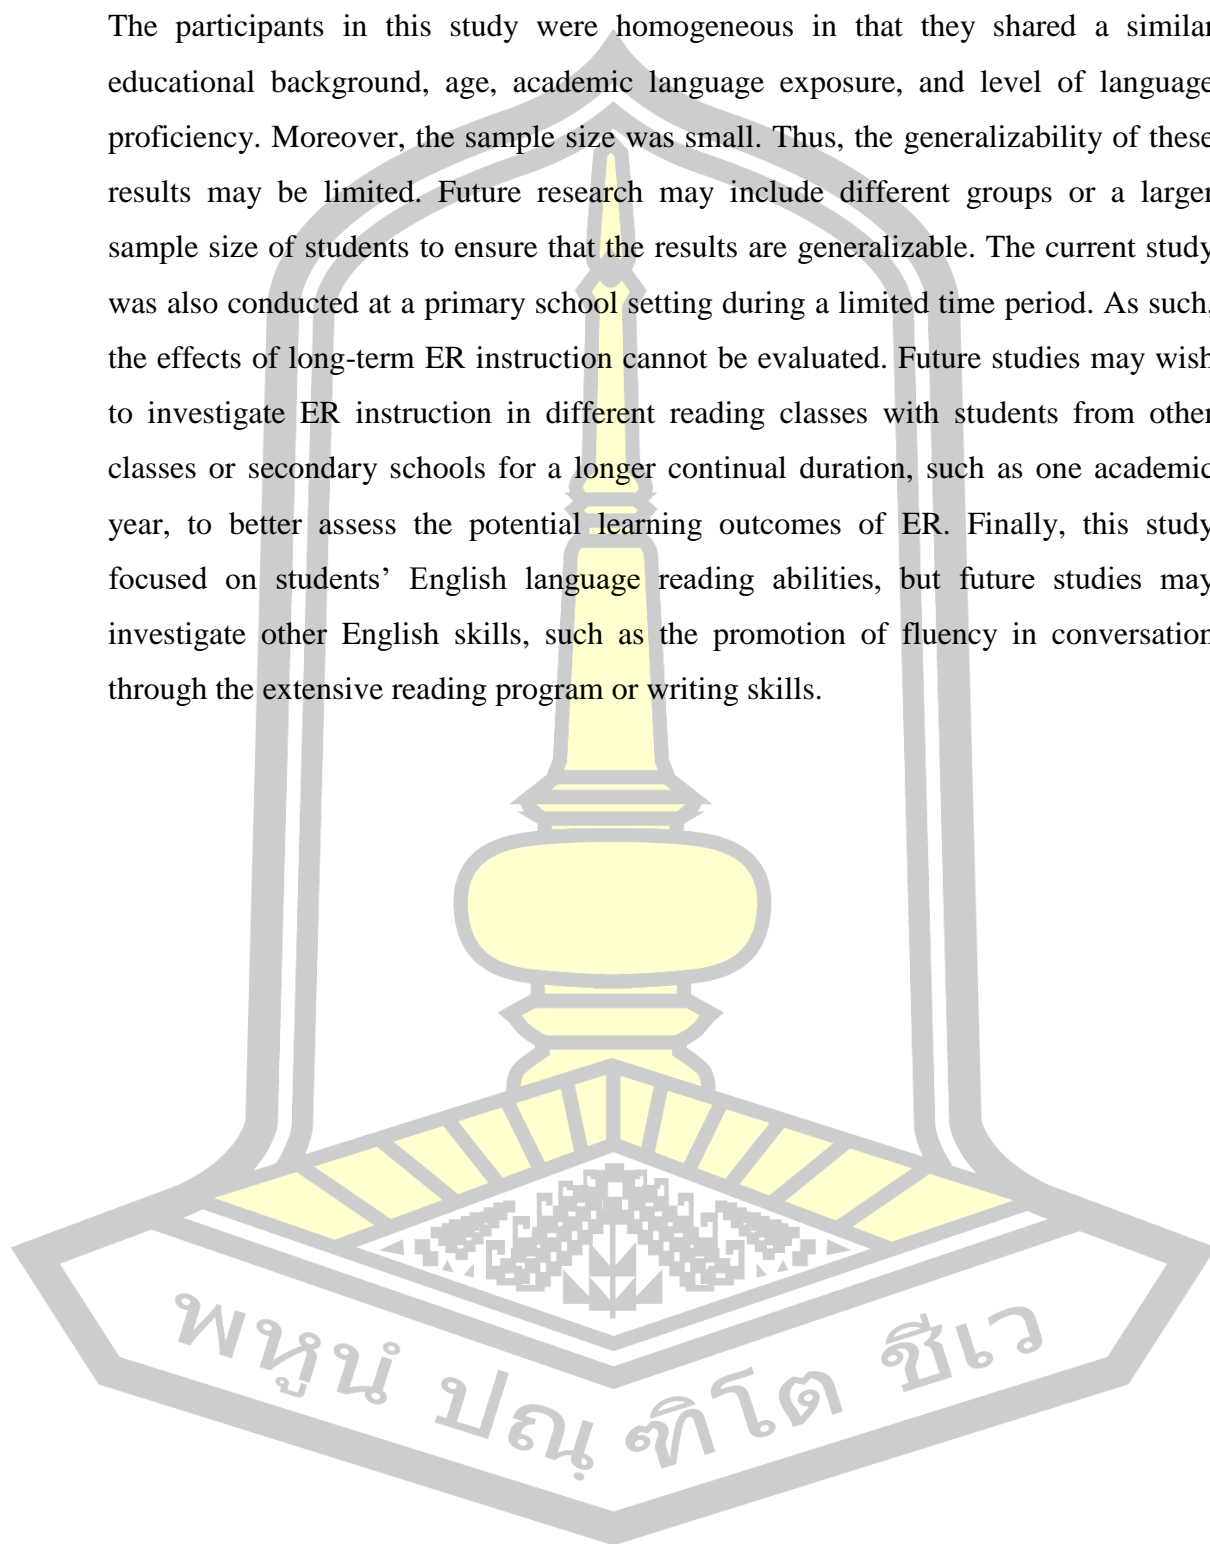 The participants in this study were homogeneous in that they shared a similar
educational background, age, academic language exposure, and level of language
proficiency. Moreover, the sample size was small. Thus, the generalizability of these
results may be limited. Future research may include different groups or a larger
sample size of students to ensure that the results are generalizable. The current study
was also conducted at a primary school setting during a limited time period. As such,
the effects of long-term ER instruction cannot be evaluated. Future studies may wish
to investigate ER instruction in different reading classes with students from other
classes or secondary schools for a longer continual duration, such as one academic
year, to better assess the potential learning outcomes of ER. Finally, this study
focused on students’ English language reading abilities, but future studies may
investigate other English skills, such as the promotion of fluency in conversation
through the extensive reading program or writing skills.
พหูนํ ปณฺฑิโต ชีเว